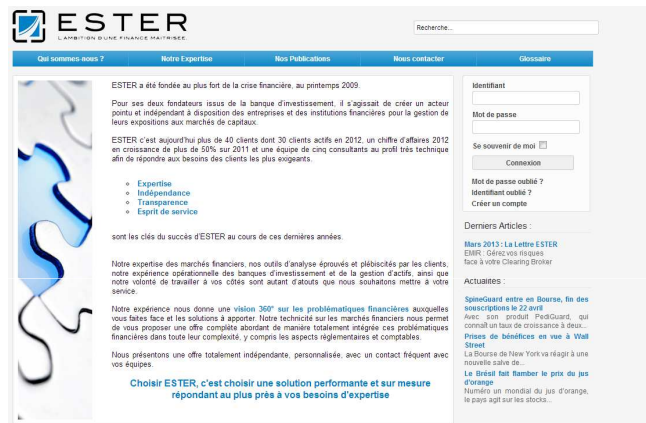 ESTER
L'AMBITION D'UNE FINANCE MAITRISEE.
Recherche...
Qui sommes-nous ?
Notre Expertise
Nos Publications
Nous contacter
Glossaire
ESTER a été fondée au plus fort de la crise financière, au printemps 2009.
Pour ses deux fondateurs issus de la banque d'investissement, il s'agissait de créer un acteur
pointu et indépendant à disposition des entreprises et des institutions financières pour la gestion de
leurs expositions aux marchés de capitaux.
ESTER c'est aujourd'hui plus de 40 clients dont 30 clients actifs en 2012, un chiffre d'affaires 2012
en croissance de plus de 50% sur 2011 et une équipe de cinq consultants au profil très technique
afin de répondre aux besoins des clients les plus exigeants.
Expertise
Indépendance
Transparence
Esprit de service
sont les clés du succès d'ESTER au cours de ces dernières années.
Notre expertise des marchés financiers, nos outils d'analyse éprouvés et plébiscités par les clients,
notre expérience opérationnelle des banques d'investissement et de la gestion d'actifs, ainsi que
notre volonté de travailler à vos côtés sont autant d'atouts que nous souhaitons mettre à votre
service.
Notre expérience nous donne une vision 360° sur les problématiques financières auxquelles
vous faites face et les solutions à apporter. Notre technicité sur les marchés financiers nous permet
de vous proposer une offre complète abordant de manière totalement intégrée ces problématiques
financières dans toute leur complexité, y compris les aspects réglementaires et comptables.
Nous présentons une offre totalement indépendante, personnalisée, avec un contact fréquent avec
vos équipes.
Choisir ESTER, c'est choisir une solution performante et sur mesure
répondant au plus près à vos besoins d'expertise
Identifiant
Mot de passe
Se souvenir de moi
Connexion
Mot de passe oublié ?
Identifiant oublié ?
Créer un compte
Derniers Articles :
Mars 2013 : La Lettre ESTER
EMIR : Gérez vos risques
face à votre Clearing Broker
Actualites :
SpineGuard entre en Bourse, fin des
souscriptions le 22 avril
Avec son produit PediGuard, qui
connaît un taux de croissance à deux...
Prises de bénéfices en vue à Wall
Street
La Bourse de New York va réagir à une
nouvelle salve de...
Le Brésil fait flamber le prix du jus
d'orange
Numéro un mondial du jus d'orange,
le pays agit sur les stocks...